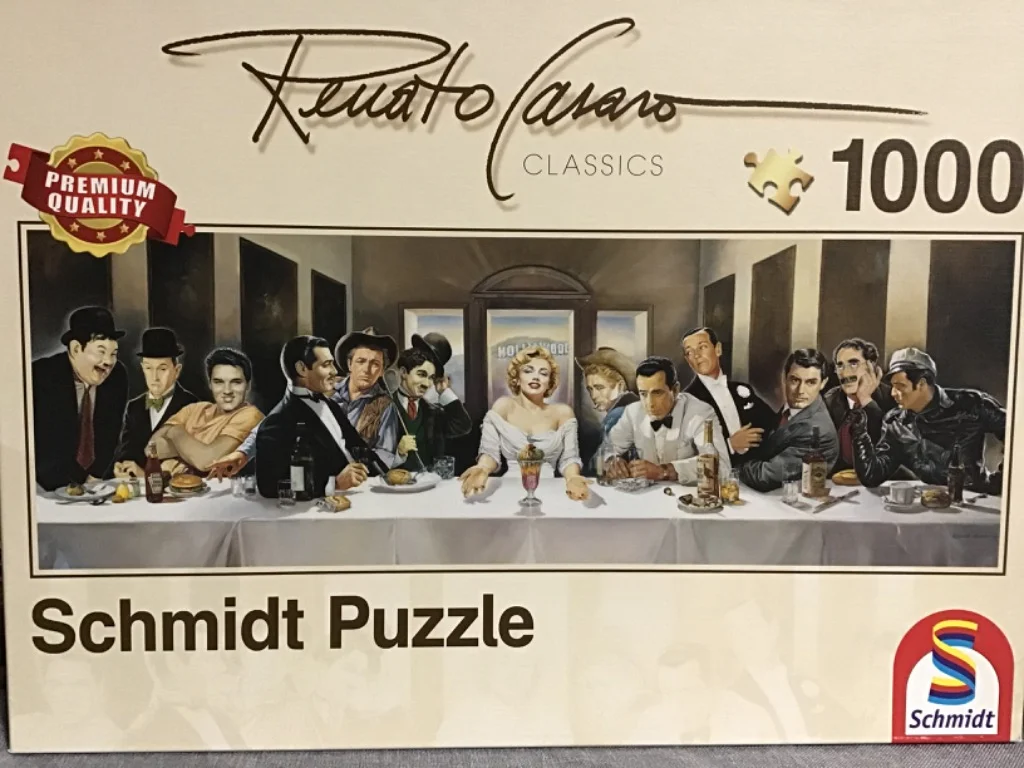 Renato Casaro
CLASSICS
PREMIUM
QUALITY
1000
HOLLYWOOD
Schmidt Puzzle
Schmidt